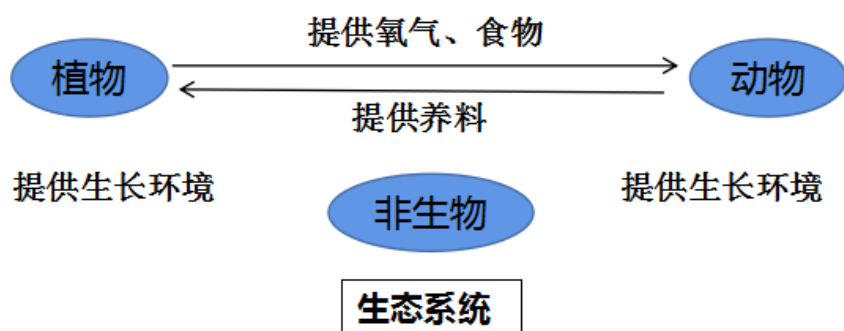 提供氧气、食物
植物
动物
提供养料
提供生长环境
提供生长环境
非生物
生态系统